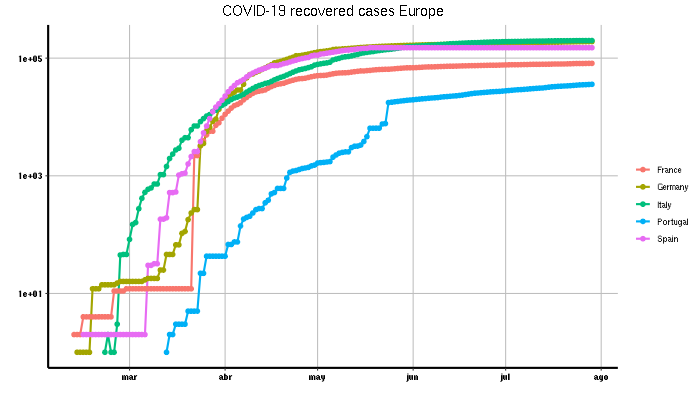 COVID-19 recovered cases Europe
1e+05
1e+03
1e+01
mar abr may jun jul ago
France
Germany
Italy
Portugal
Spain